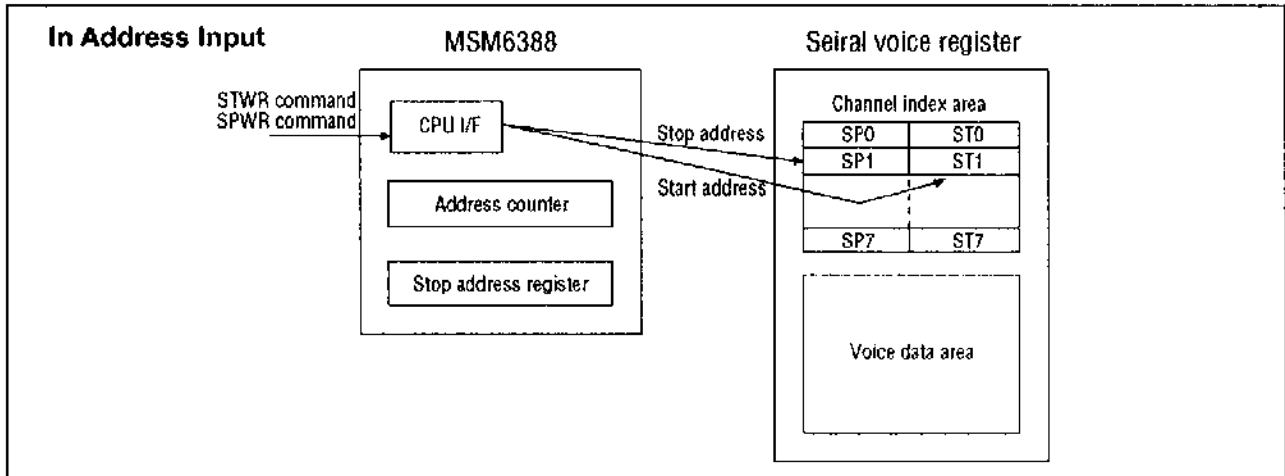 In Address Input
MSM6388
Seiral voice register
STWR command
SPWR command
CPU I/F
Channel index area
SP0 ST0
Stop address
SP1 ST1
Start address
Address counter
SP7 ST7
Stop address register
Voice data area